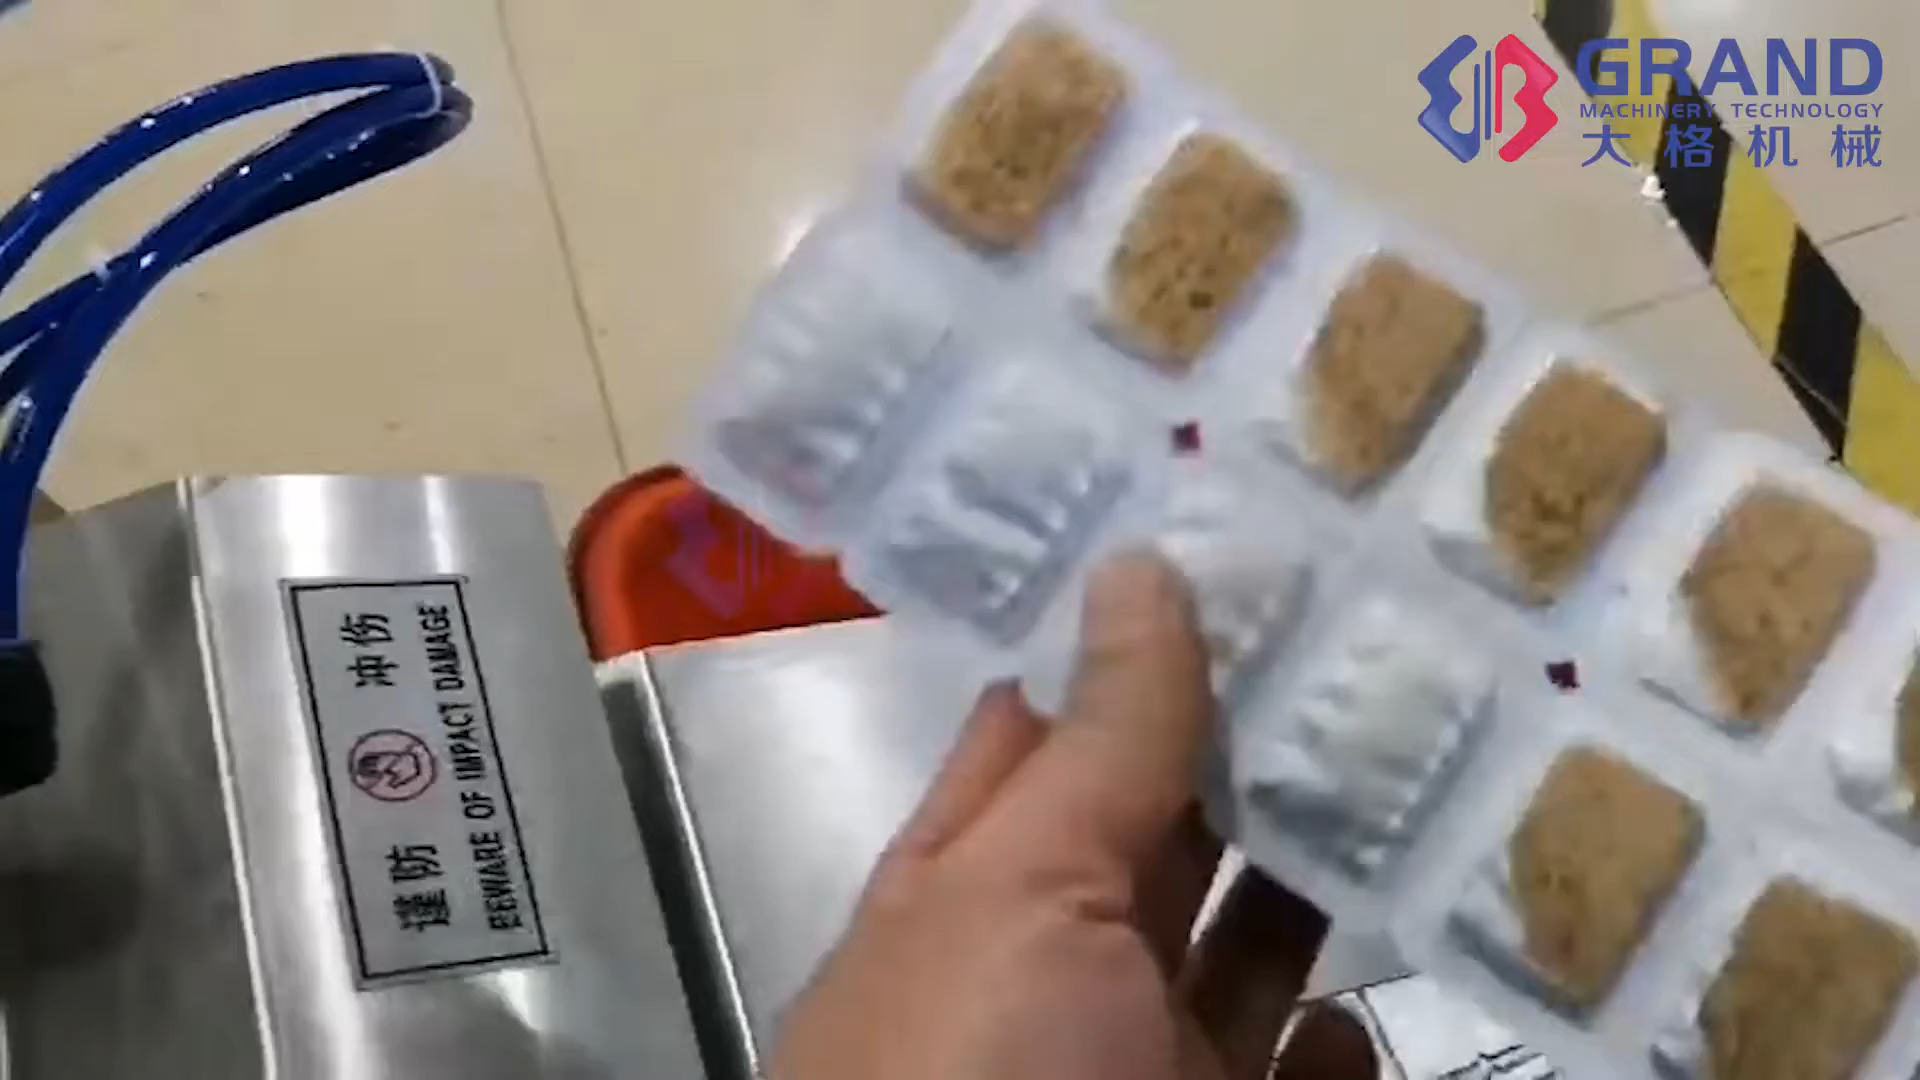 GRAND
MACHINERY TECHNOLOGY
大格机械
谨防 冲伤
BEWARE OF IMPACT DAMAGE